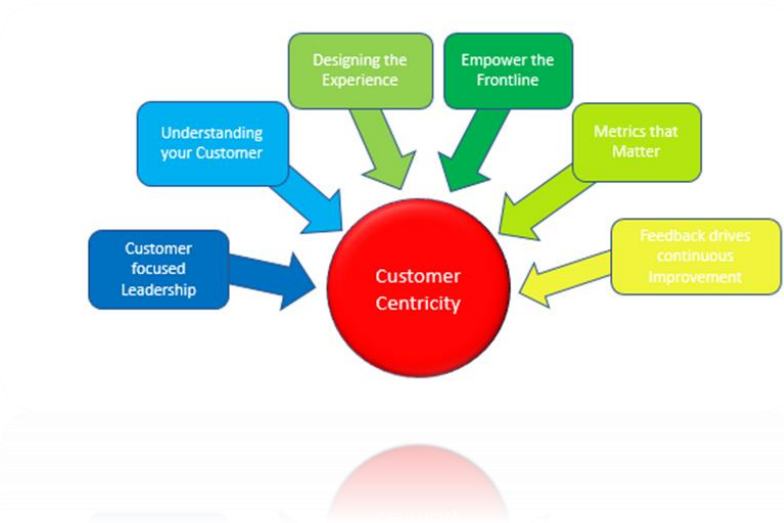 Designing the
Experience
Empower the
Frontline
Understanding
your Customer
Metrics that
Matter
Customer
focused
Leadership
Feedback drives
continuous
Improvement
Customer
Centricity